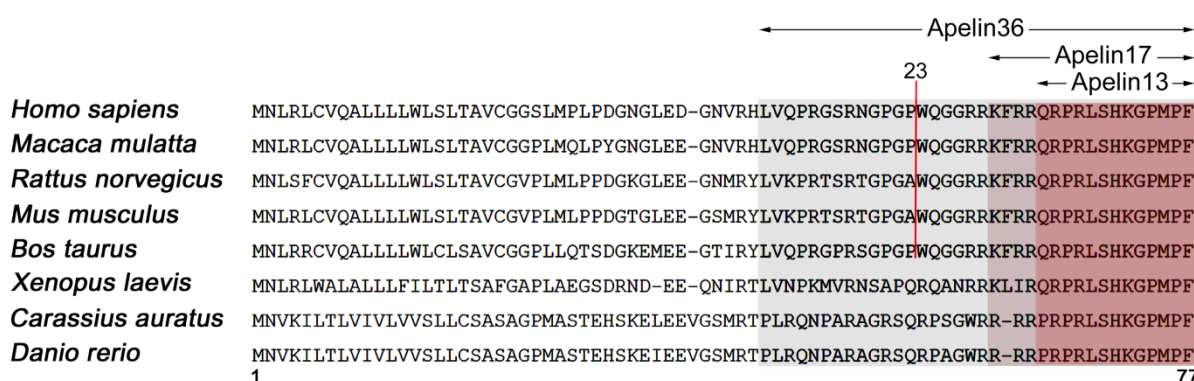 Apelin36
Apelin17
23
Apelin13
Homo sapiens MNLRLCVQALLLLWLSLTAVCGGSLMPLPDGNGLED-GNVRHLVQPRGSRNGPGPWQGGRRKFRRQRPRLSHKGPMPF
Macaca mulatta MNLRLCVQALLLLWLSLTAVCGGPLMQLPYGNGLEE-GNVRHLVQPRGSRNGPGPWQGGRRKFRRQRPRLSHKGPMPF
Rattus norvegicus MNLSFCVQALLLLWLSLTAVCGVPLMLPPDGKGLEE-GNMRYLVKPRTSRTGPGAWQGGRRKFRRQRPRLSHKGPMPF
Mus musculus MNLRLCVQALLLLWLSLTAVCGVPLMLPPDGTGLEE-GSMRYLVKPRTSRTGPGAWQGGRRKFRRQRPRLSHKGPMPF
Bos taurus MNLRRCVQALLLLWLCLSAVCGGPLLQTSDGKEMEE-GTIRYLVQPRGPRSGPGPWQGGRRKFRRQRPRLSHKGPMPF
Xenopus laevis MNLRLWALALLLFILTLTSAFGAPLAEGSDRND-EE-QNIRTLVNPKMVRNSAPQRQANRRKLIRQRPRLSHKGPMPF
Carassius auratus MNVKILTLVIVLVVSLLCSASAGPMASTEHSKELEEVGSMRTPLRQNPARAGRSQRPSGWRR-RRPRPRLSHKGPMPF
Danio rerio MNVKILTLVIVLVVSLLCSASAGPMASTEHSKEIEEVGSMRTPLRQNPARAGRSQRPAGWRR-RRPRPRLSHKGPMPF
1 77